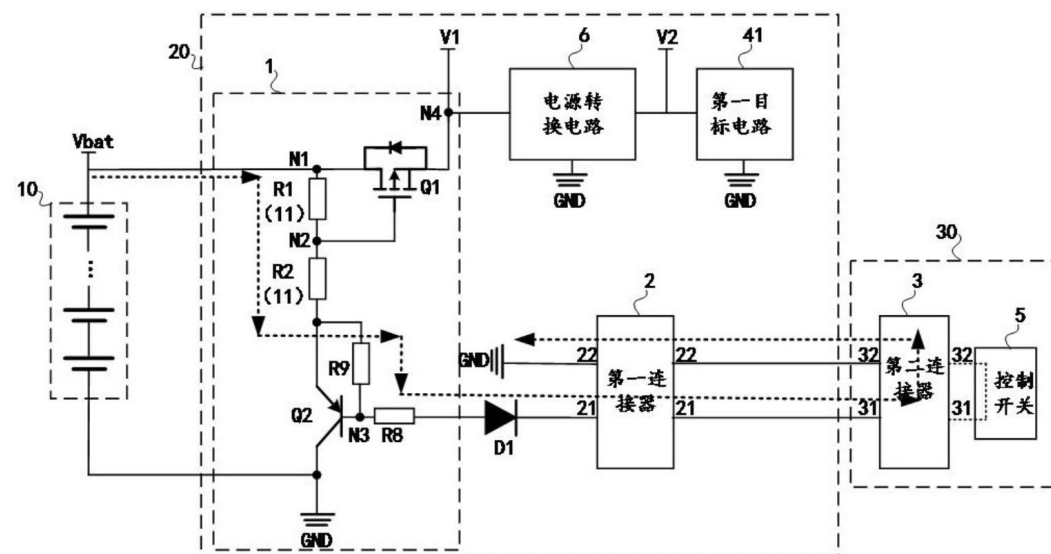 20
1
V1
6
V2
41
N4
电源转
换电路
第一目
标电路
Vbat
N1
Q1
GND
GND
10
R1
(11)
N2
R2
(11)
30
2
3
5
GND
22
22
32
32
R9
第一连
接器
第二连
接器
控制
开关
Q2
N3
R8
D1
21
21
31
31
GND